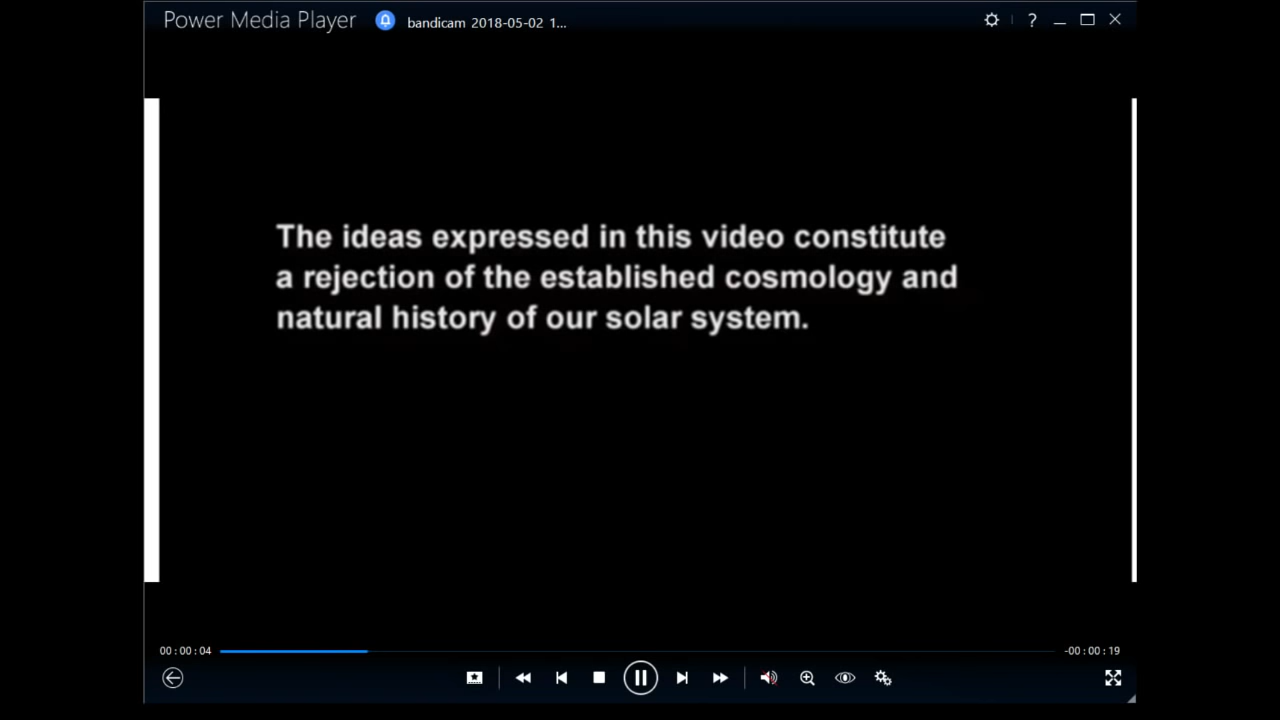 Power Media Player
bandicam 2018-05-02 1...
?
The ideas expressed in this video constitute
a rejection of the established cosmology and
natural history of our solar system.
00:00:04
-00:00:19